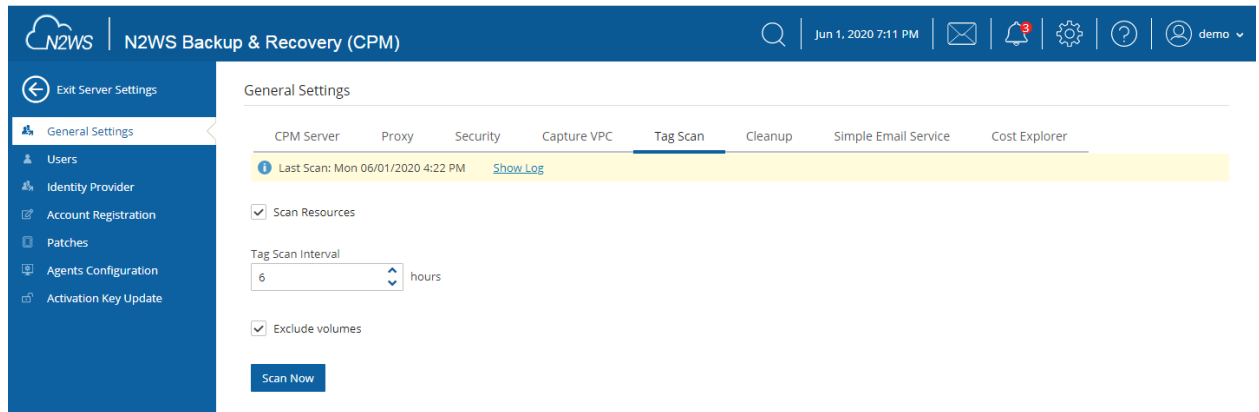 N2WS
N2WS Backup & Recovery (CPM)
Jun 1, 2020 7:11 PM
3
?
demo
Exit Server Settings
General Settings
Users
Identity Provider
Account Registration
Patches
Agents Configuration
Activation Key Update
General Settings
CPM Server Proxy Security Capture VPC Tag Scan Cleanup Simple Email Service Cost Explorer
Last Scan: Mon 06/01/2020 4:22 PM Show Log
Scan Resources
Tag Scan Interval
6 hours
Exclude volumes
Scan Now